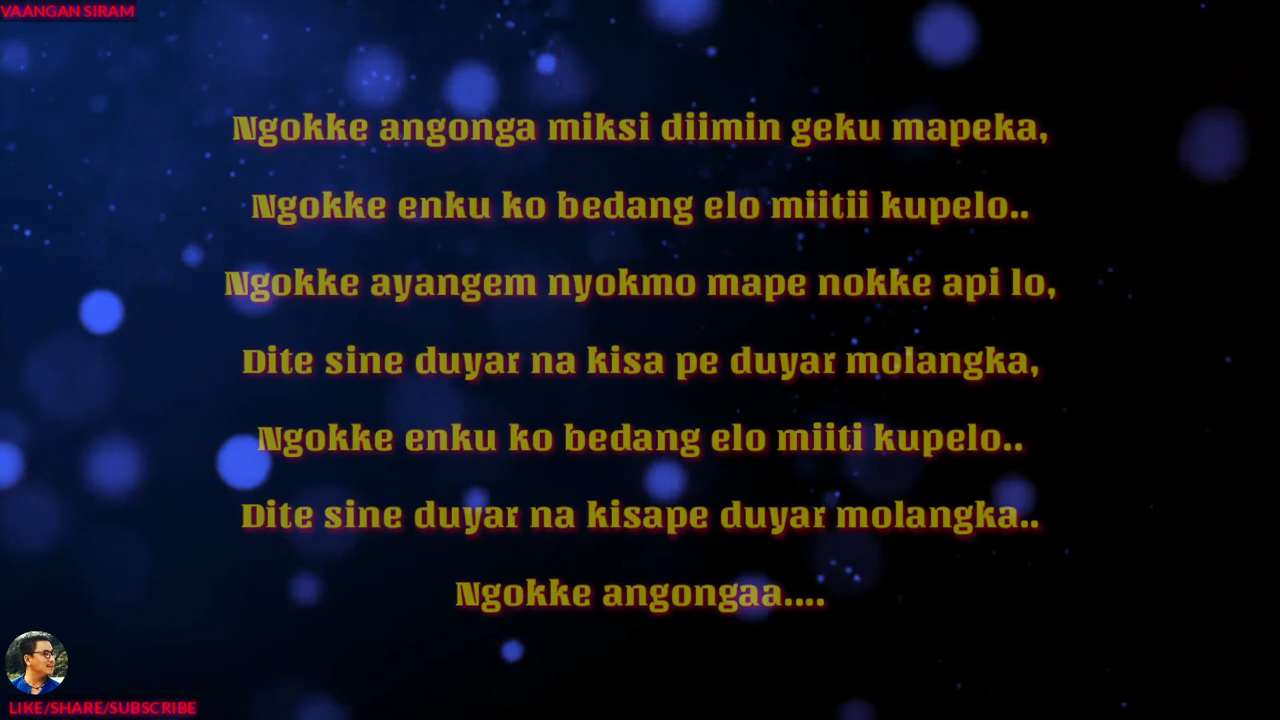 VAANGAN SIRAM
Ngokke angonga miksi diimin geku mapeka,
Ngokke enku ko bedang elo miitii kupelo..
Ngokke ayangem nyokmo mape nokke api lo,
Dite sine duyar na kisa pe duyar molangka,
Ngokke enku ko bedang elo miiti kupelo..
Dite sine duyar na kisape duyar molangka..
Ngokke angongaa....
LIKE/SHARE/SUBSCRIBE